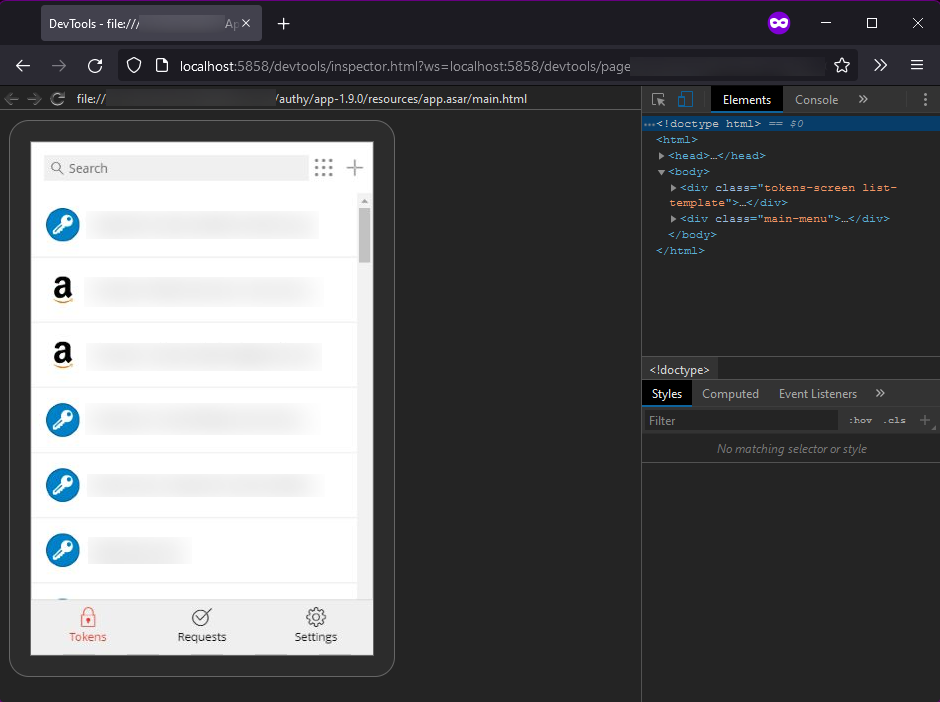 DevTools - file:///
localhost:5858/devtools/inspector.html?ws=localhost:5858/devtools/page
file:// /authy/app-1.9.0/resources/app.asar/main.html
Elements Console
<!doctype html> == $0
<html>
<head>…</head>
<body>
<div class="tokens-screen list-
template">…</div>
<div class="main-menu">…</div>
</body>
</html>
Search
a
a
Tokens Requests Settings
<!doctype>
Styles Computed Event Listeners
Filter :hov .cls
No matching selector or style